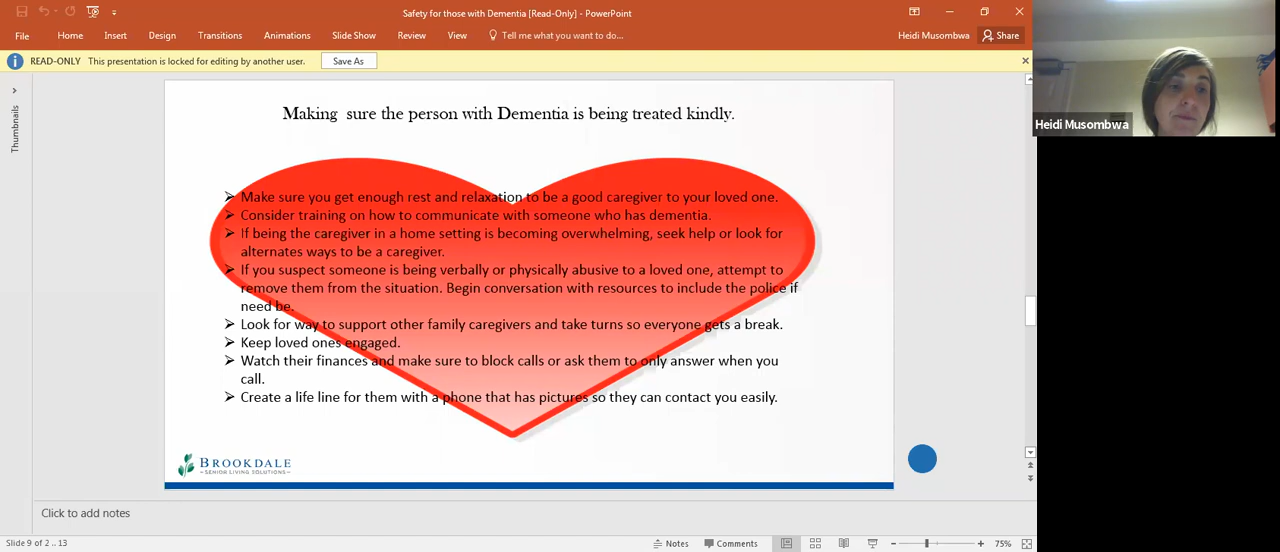 Safety for those with Dementia [Read-Only] - PowerPoint
File Home Insert Design Transitions Animations Slide Show Review View Tell me what you want to do... Heidi Musombwa Share
READ-ONLY This presentation is locked for editing by another user. Save As
Thumbnails
Heidi Musombwa
Making sure the person with Dementia is being treated kindly.
Make sure you get enough rest and relaxation to be a good caregiver to your loved one.
Consider training on how to communicate with someone who has dementia.
If being the caregiver in a home setting is becoming overwhelming, seek help or look for
alternates ways to be a caregiver.
If you suspect someone is being verbally or physically abusive to a loved one, attempt to
remove them from the situation. Begin conversation with resources to include the police if
need be.
Look for way to support other family caregivers and take turns so everyone gets a break.
Keep loved ones engaged.
Watch their finances and make sure to block calls or ask them to only answer when you
call.
Create a life line for them with a phone that has pictures so they can contact you easily.
BROOKDALE
SENIOR LIVING SOLUTIONS
Click to add notes
Slide 9 of 2 .. 13 Notes Comments 75%